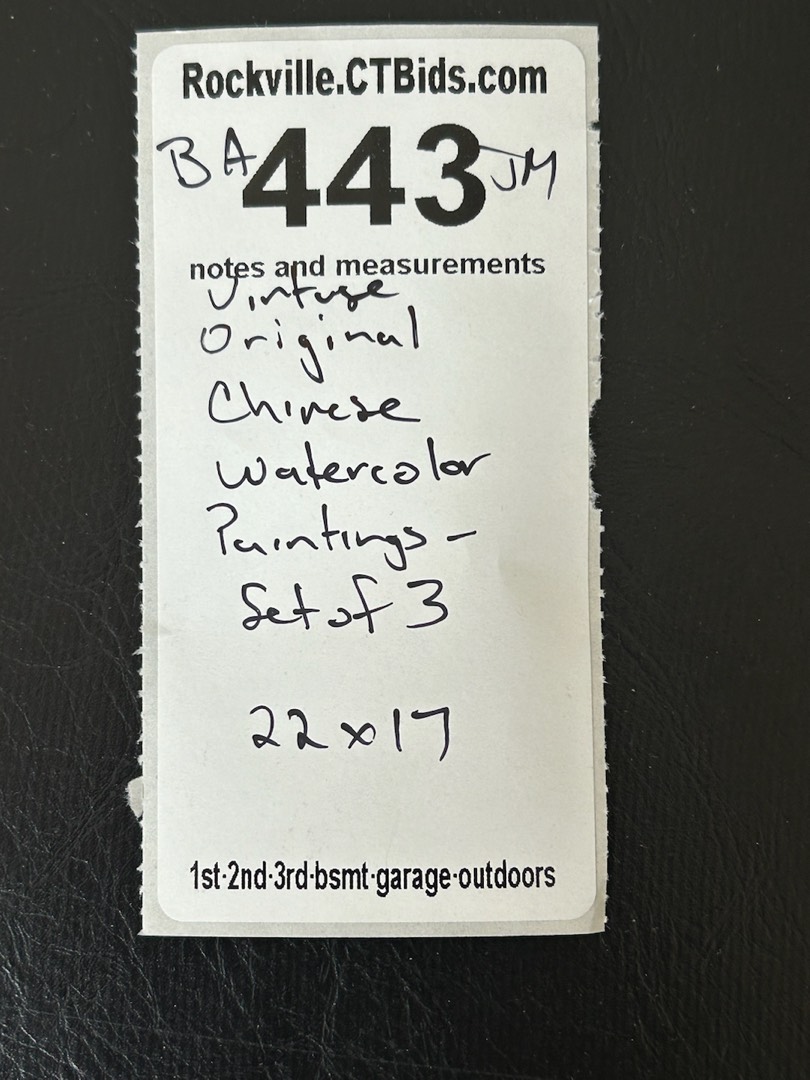 Rockville.CTBids.com
BA 443 JM
notes and measurements
Vintage
Original
Chinese
Watercolor
Paintings-
Set of 3
22x17
1st·2nd·3rd·bsmt·garage·outdoors